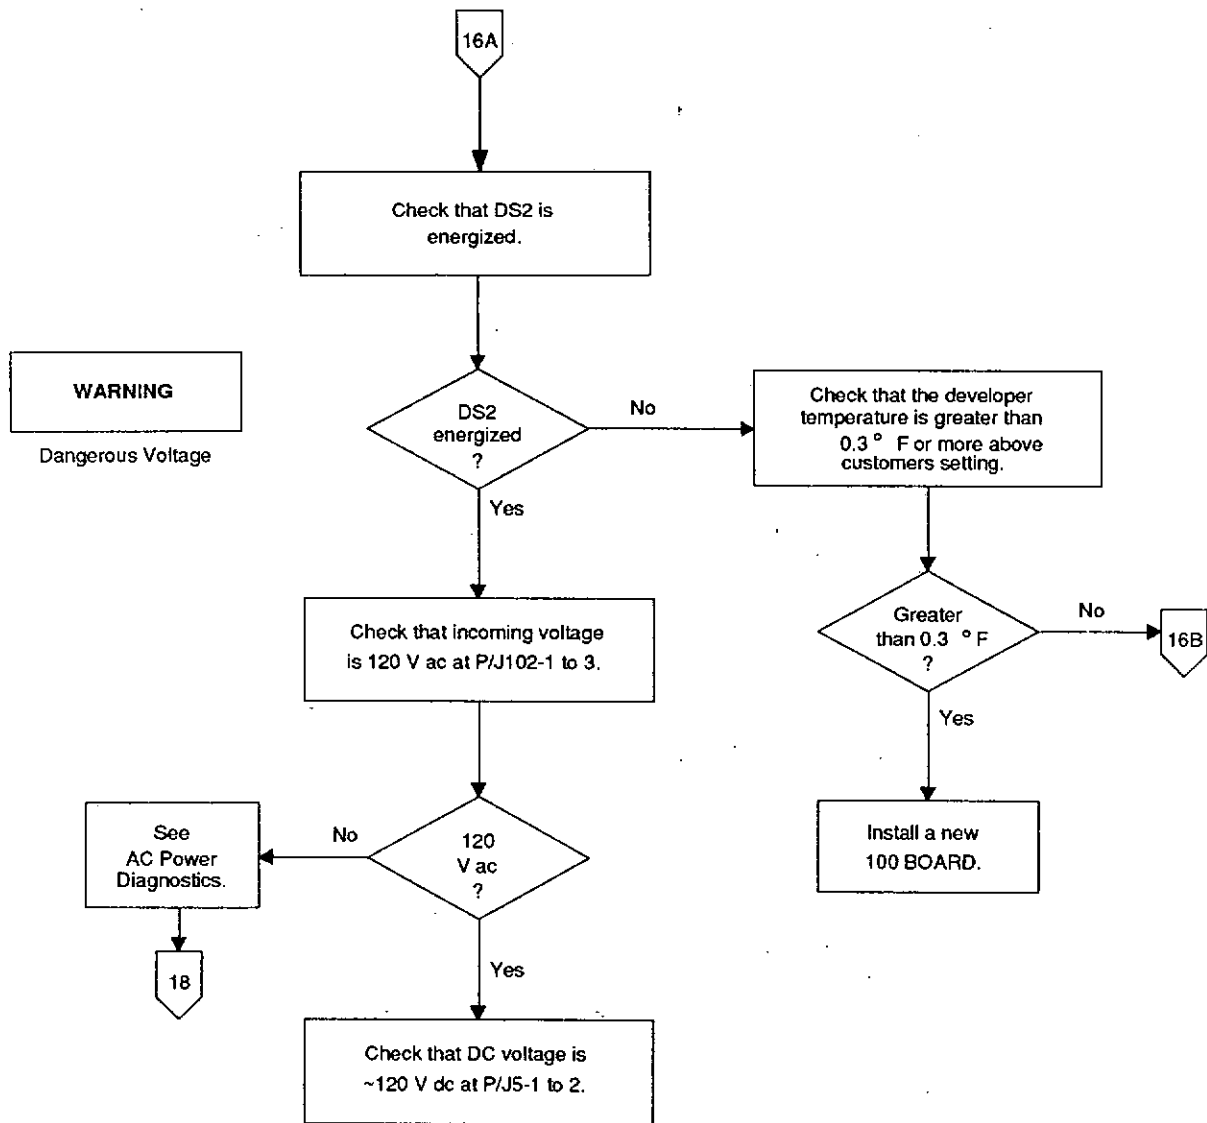 16A
Check that DS2 is
energized.
WARNING
Dangerous Voltage
DS2
energized
?
No
Check that the developer
temperature is greater than
0.3 ° F or more above
customers setting.
Yes
Check that incoming voltage
is 120 V ac at P/J102-1 to 3.
Greater
than 0.3 ° F
?
No
16B
Yes
Install a new
100 BOARD.
120
V ac
?
No
See
AC Power
Diagnostics.
18
Yes
Check that DC voltage is
~120 V dc at P/J5-1 to 2.